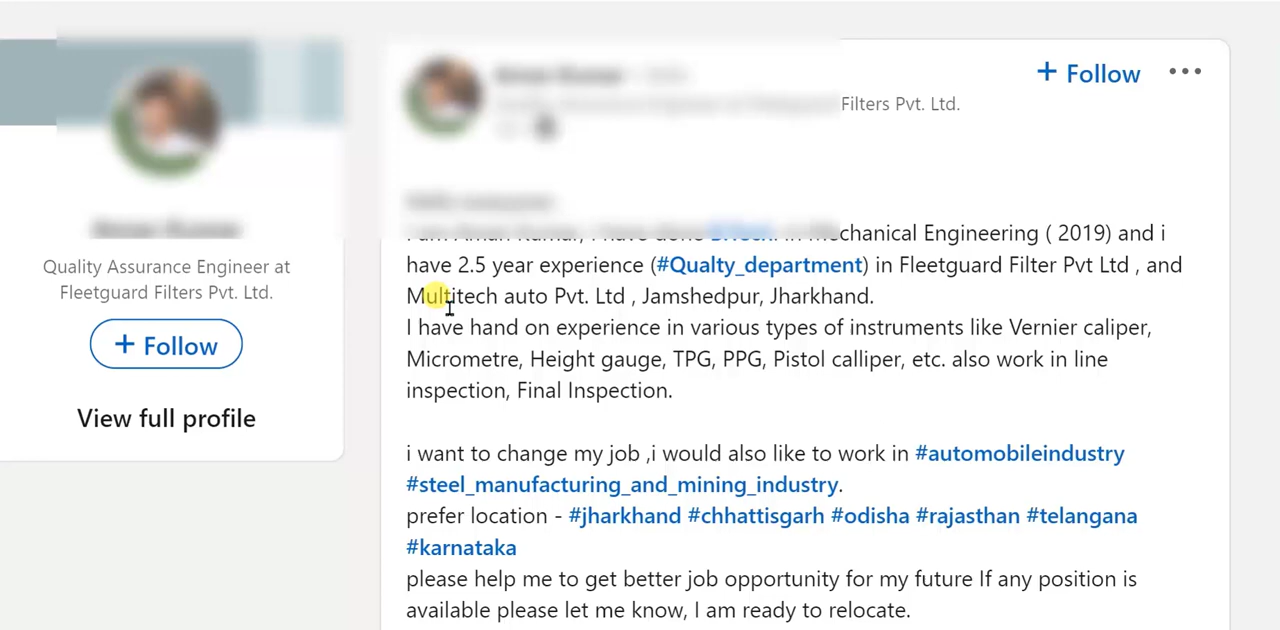 Quality Assurance Engineer at
Fleetguard Filters Pvt. Ltd.
+ Follow
View full profile
+ Follow
Filters Pvt. Ltd.
chanical Engineering ( 2019) and i
have 2.5 year experience (#Qualty_department) in Fleetguard Filter Pvt Ltd , and
Multitech auto Pvt. Ltd , Jamshedpur, Jharkhand.
I have hand on experience in various types of instruments like Vernier caliper,
Micrometre, Height gauge, TPG, PPG, Pistol calliper, etc. also work in line
inspection, Final Inspection.
i want to change my job ,i would also like to work in #automobileindustry
#steel_manufacturing_and_mining_industry.
prefer location - #jharkhand #chhattisgarh #odisha #rajasthan #telangana
#karnataka
please help me to get better job opportunity for my future If any position is
available please let me know, I am ready to relocate.